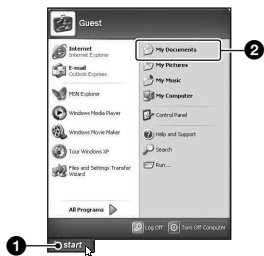 Guest
Internet
Internet Explorer
E-mail
Outlook Express
MSN Explorer
Windows Media Player
Windows Movie Maker
Tour Windows XP
Files and Settings Transfer
Wizard
All Programs
My Documents
My Pictures
My Music
My Computer
Control Panel
Help and Support
Search
Run...
Log Off
Turn Off Computer
start
1
2